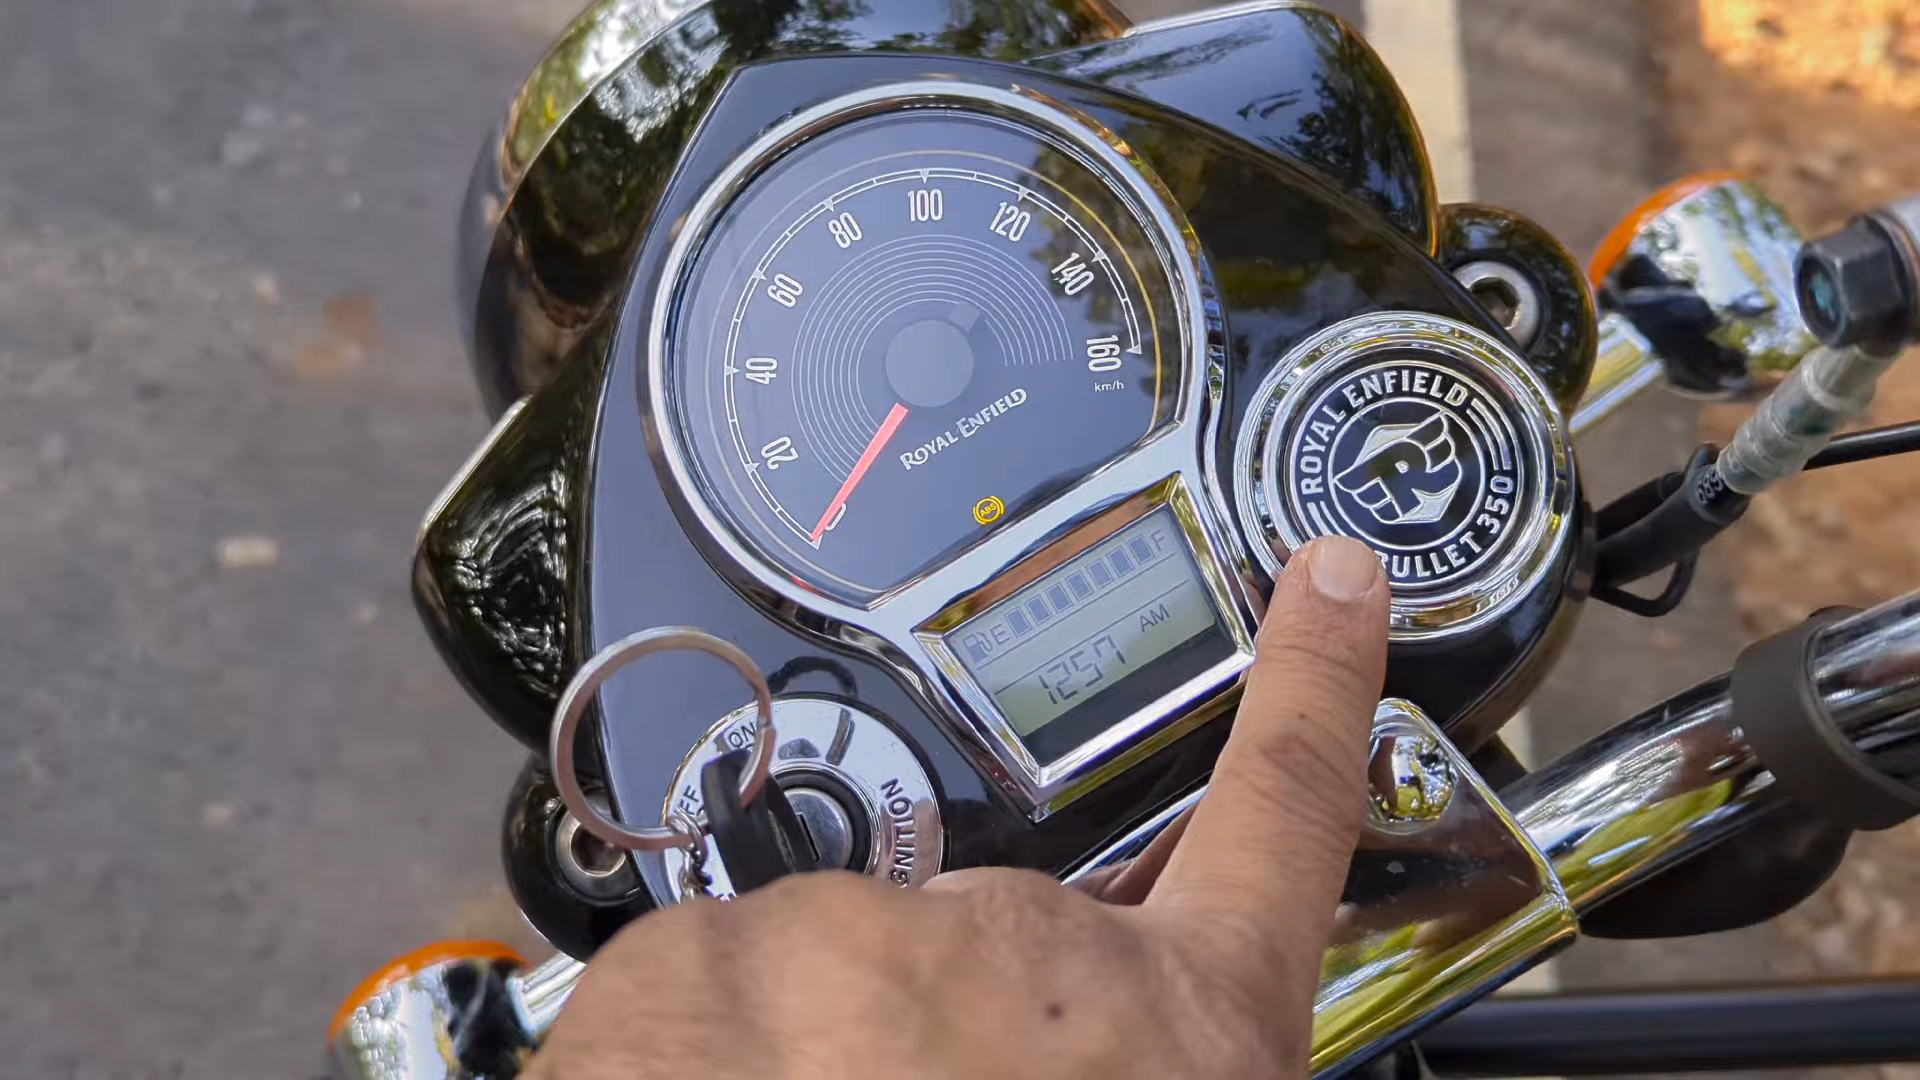 0
20
40
60
80
100
120
140
160
km/h
ROYAL ENFIELD
ABS
E
F
12:57 AM
ROYAL ENFIELD
R
BULLET 350
ON
IGNITION